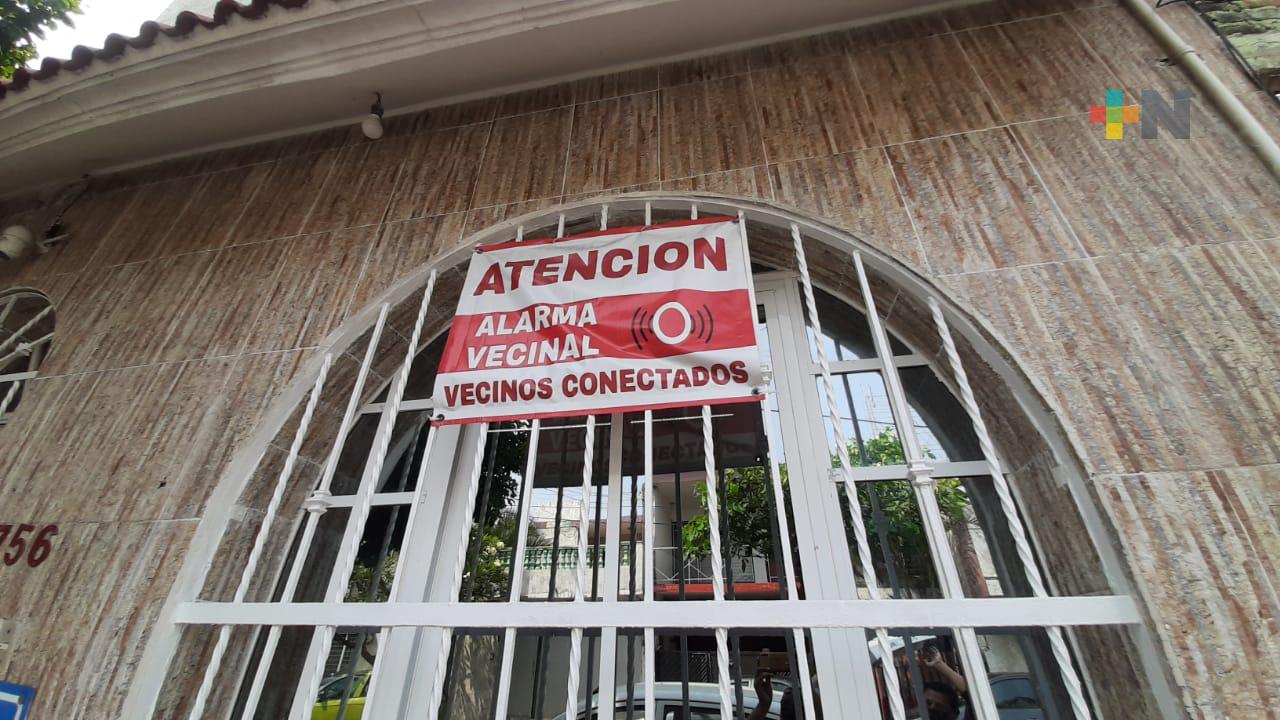 +N
ATENCION
ALARMA
VECINAL
VECINOS CONECTADOS
756